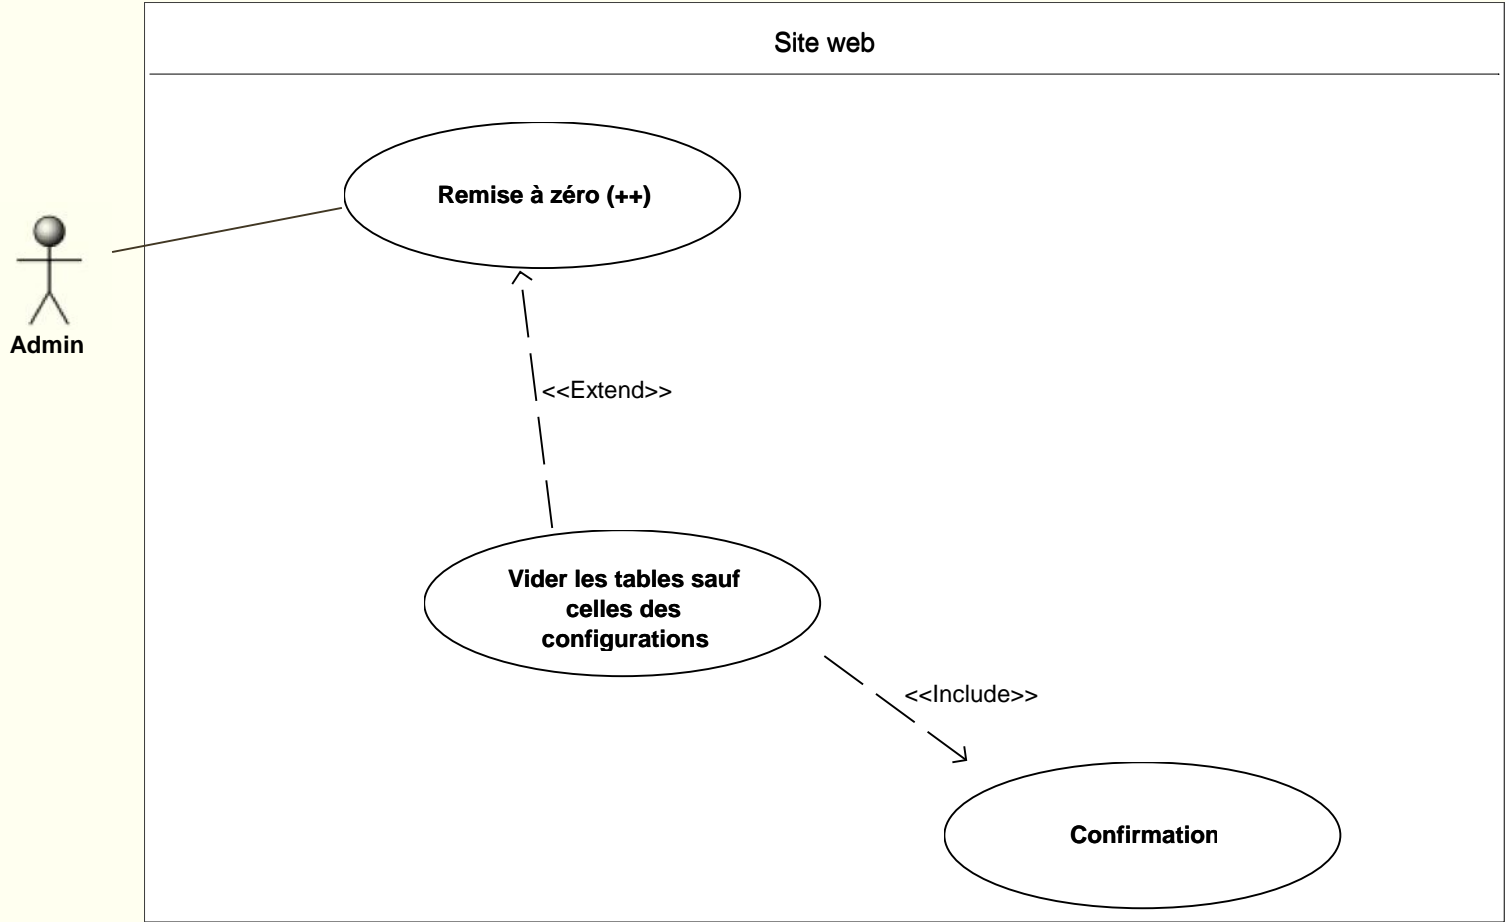 Site web
Remise à zéro (++)
Admin
<<Extend>>
Vider les tables sauf
celles des
configurations
<<Include>>
Confirmation